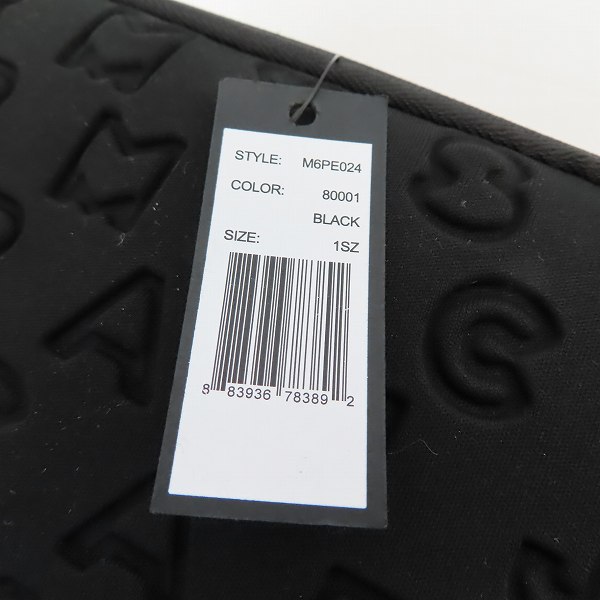 STYLE: M6PE024
COLOR: 80001
BLACK
SIZE: 1SZ
8 83936 78389 2
M
M
A
A
C